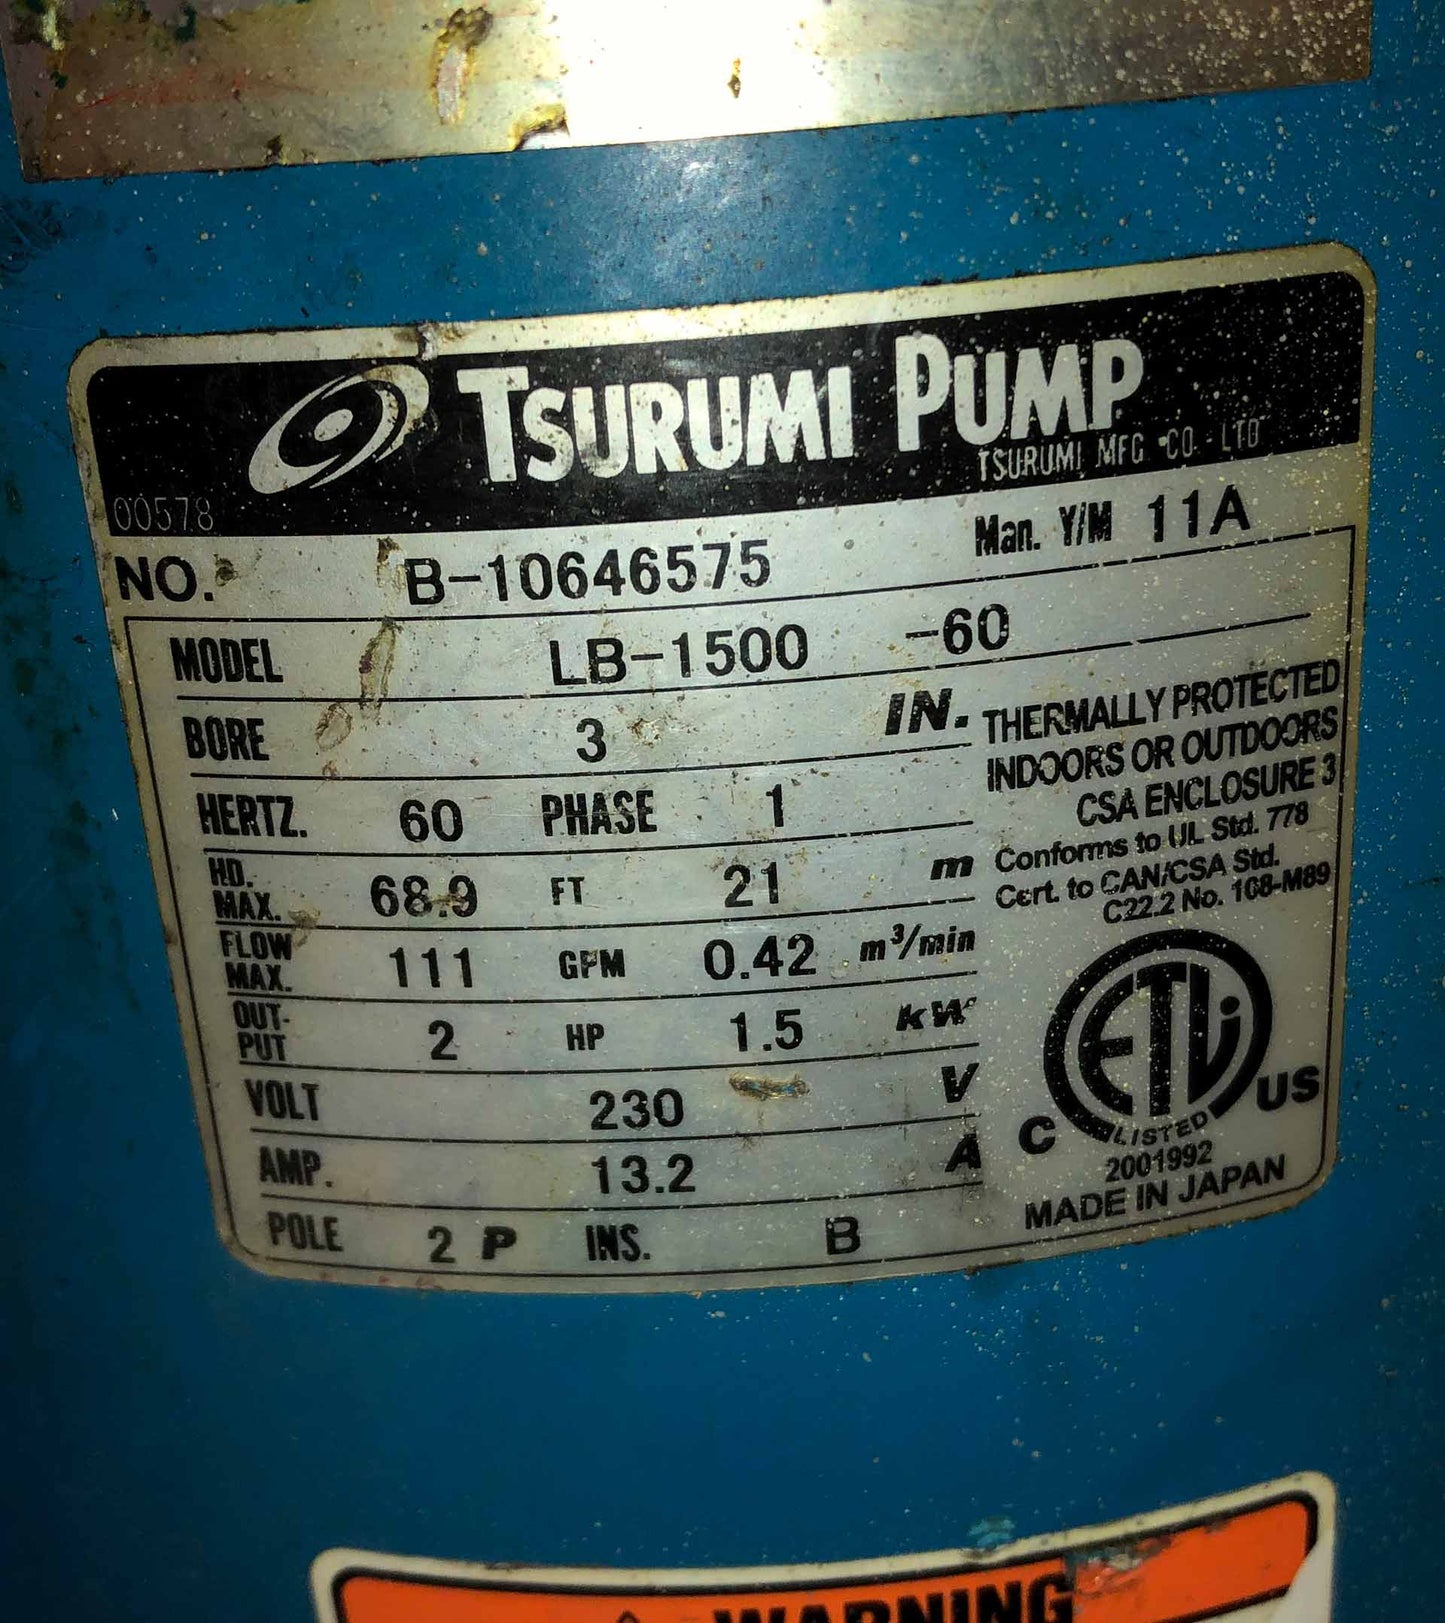 TSURUMI PUMP
TSURUMI MFG. CO. LTD
00578
NO. B-10646575 Man. Y/M 11A
MODEL LB-1500 -60
BORE 3 IN.
HERTZ. 60 PHASE 1
HD. MAX. 68.9 FT 21 m
FLOW MAX. 111 GPM 0.42 m³/min
OUT-PUT 2 HP 1.5 kW
VOLT 230 V
AMP. 13.2 A
POLE 2 P INS. B
THERMALLY PROTECTED
INDOORS OR OUTDOORS
CSA ENCLOSURE 3
Conforms to UL Std. 778
Cert. to CAN/CSA Std.
C22.2 No. 108-M89
ETL
C LISTED US
2001992
MADE IN JAPAN
WARNING